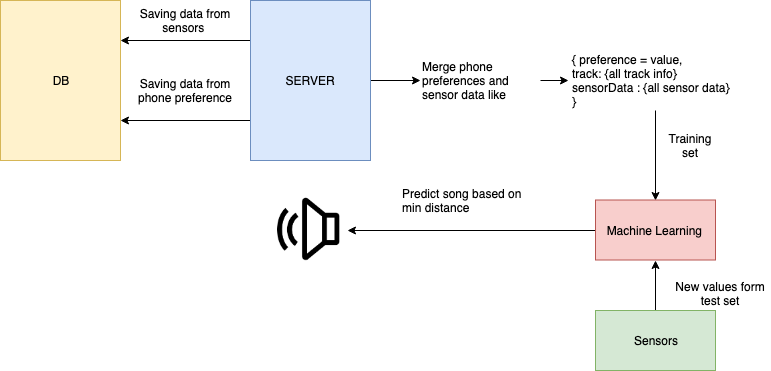 Saving data from
sensors
DB
Saving data from
phone preference
SERVER
Merge phone
preferences and
sensor data like
{ preference = value,
track: {all track info}
sensorData : {all sensor data}
}
Training
set
Predict song based on
min distance
Machine Learning
New values form
test set
Sensors